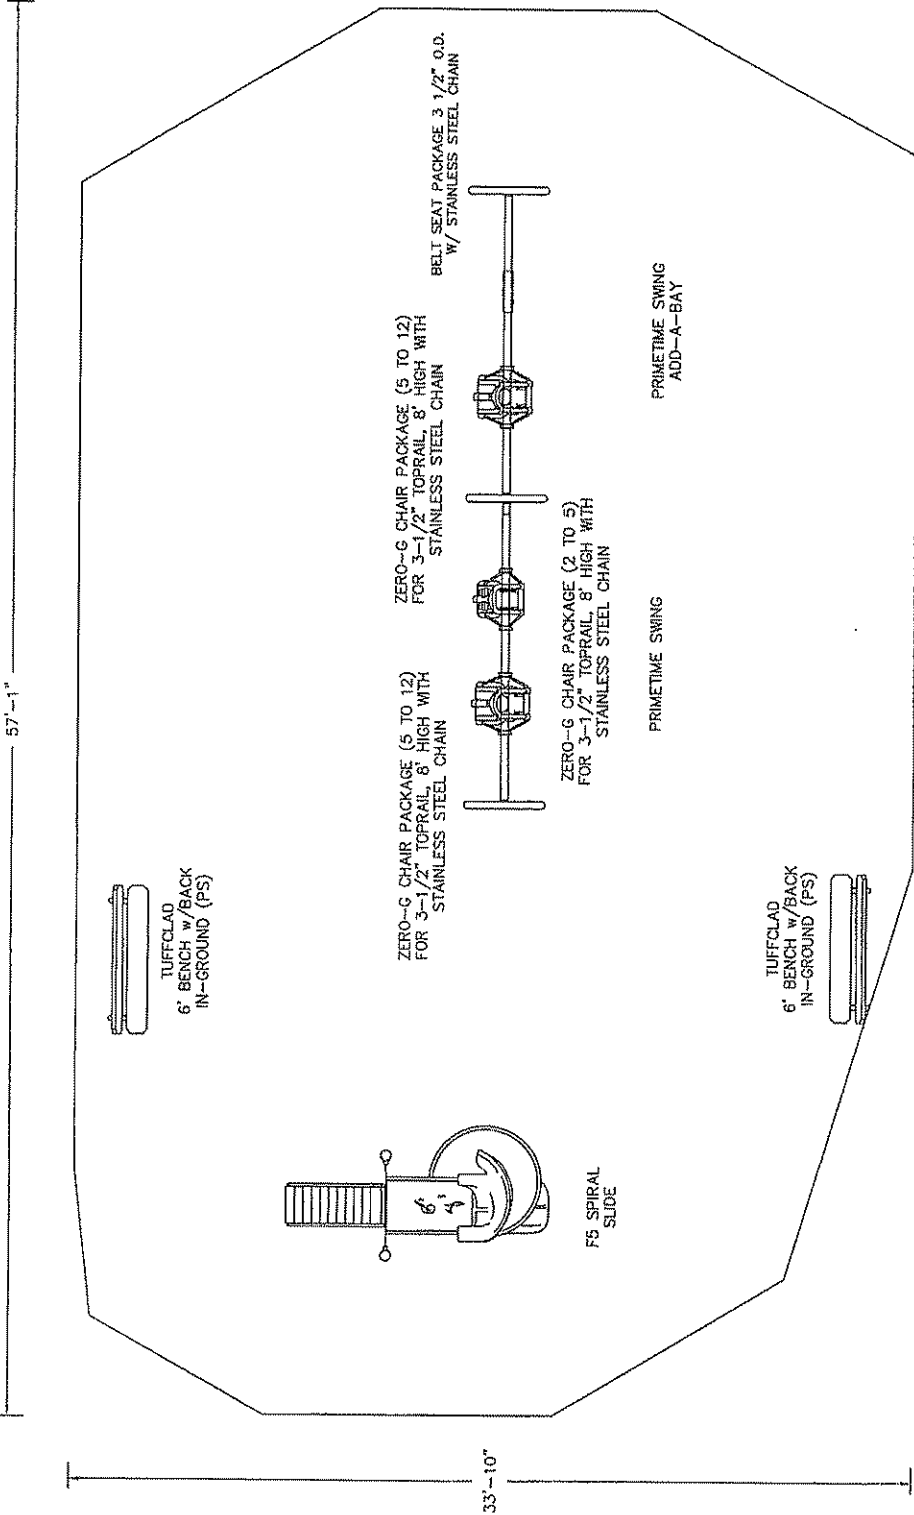 57'-1"
BELT SEAT PACKAGE 3 1/2" O.D.
W/ STAINLESS STEEL CHAIN
ZERO-G CHAIR PACKAGE (5 TO 12)
FOR 3-1/2" TOPRAIL, 8' HIGH WITH
STAINLESS STEEL CHAIN
ZERO-G CHAIR PACKAGE (5 TO 12)
FOR 3-1/2" TOPRAIL, 8' HIGH WITH
STAINLESS STEEL CHAIN
ZERO-G CHAIR PACKAGE (2 TO 5)
FOR 3-1/2" TOPRAIL, 8' HIGH WITH
STAINLESS STEEL CHAIN
PRIMETIME SWING
ADD-A-BAY
PRIMETIME SWING
TUFFCLAD
6' BENCH w/BACK
IN-GROUND (PS)
TUFFCLAD
6' BENCH w/BACK
IN-GROUND (PS)
F5 SPIRAL
SLIDE
33'-10"